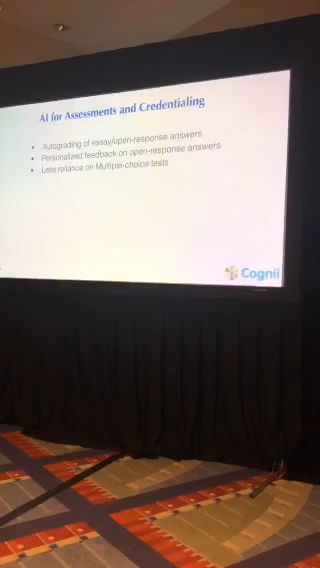 AI for Assessments and Credentialing
• Autograding of essay/open-response answers
• Personalized feedback on open-response answers
• Less reliance on Multiple-choice tests
Cognii